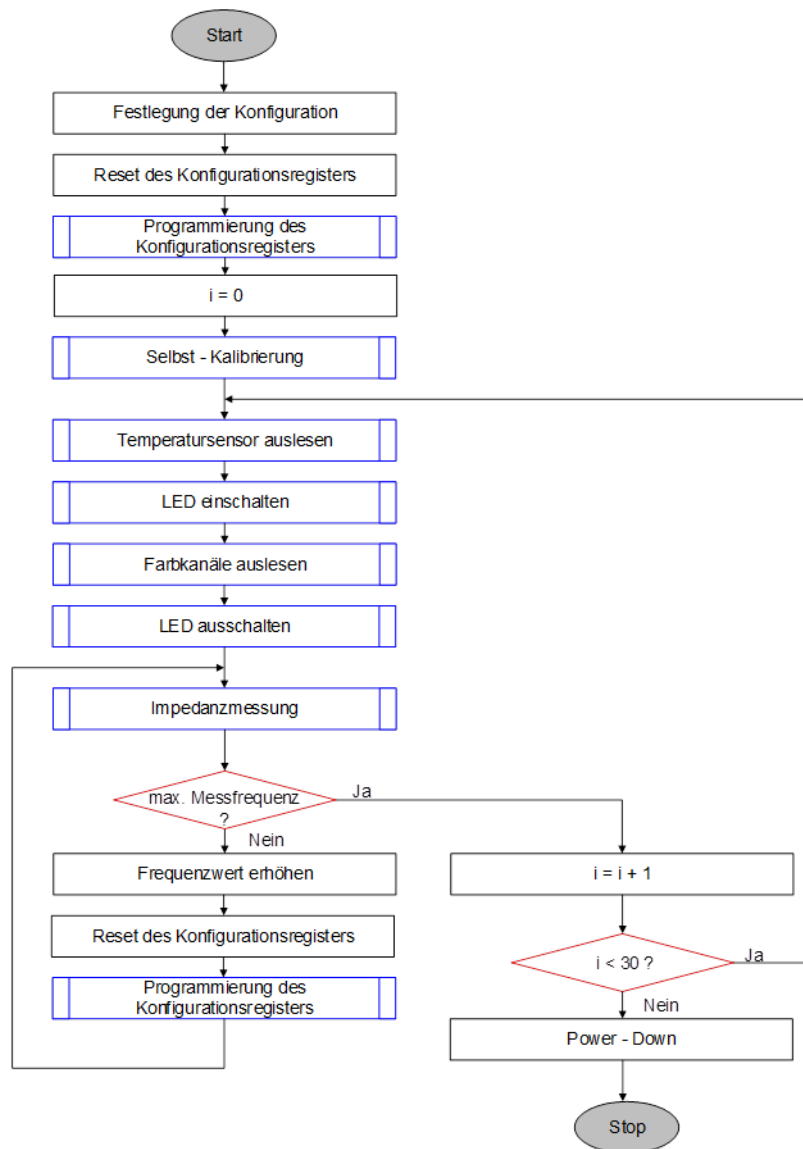 Start
Festlegung der Konfiguration
Reset des Konfigurationsregisters
Programmierung des
Konfigurationsregisters
i = 0
Selbst - Kalibrierung
Temperatursensor auslesen
LED einschalten
Farbkanäle auslesen
LED ausschalten
Impedanzmessung
max. Messfrequenz
?
Ja
Nein
Frequenzwert erhöhen
Reset des Konfigurationsregisters
Programmierung des
Konfigurationsregisters
i = i + 1
i < 30 ?
Ja
Nein
Power - Down
Stop